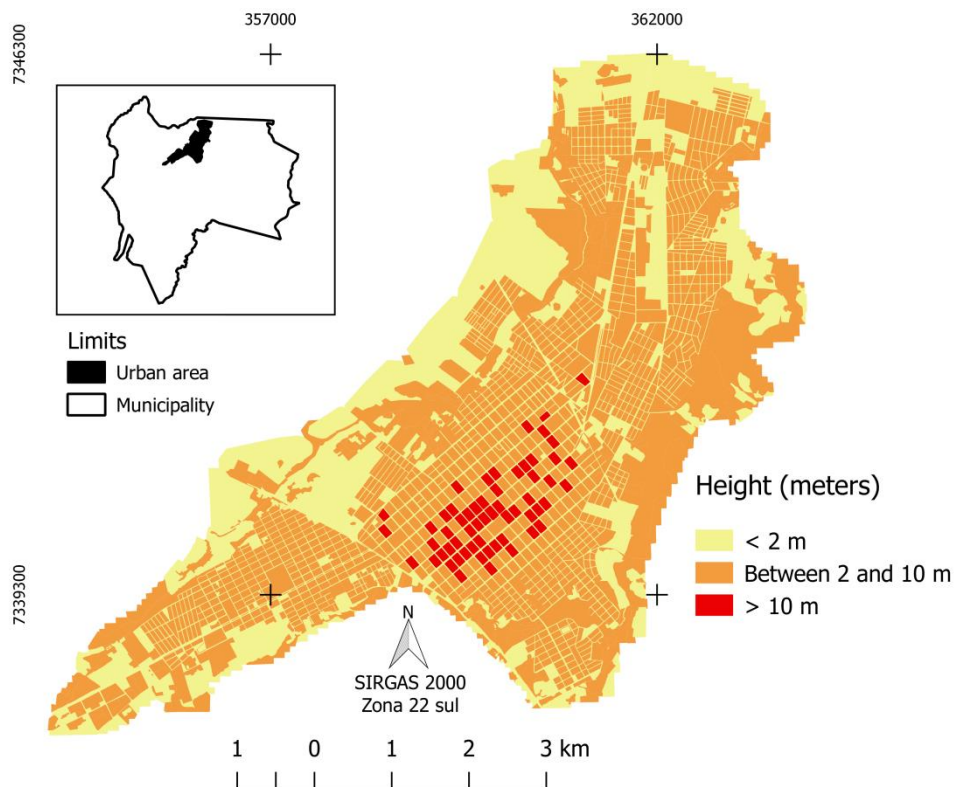 357000
362000
7346300
Limits
Urban area
Municipality
Height (meters)
< 2 m
Between 2 and 10 m
> 10 m
7339300
N
SIRGAS 2000
Zona 22 sul
1 0 1 2 3 km